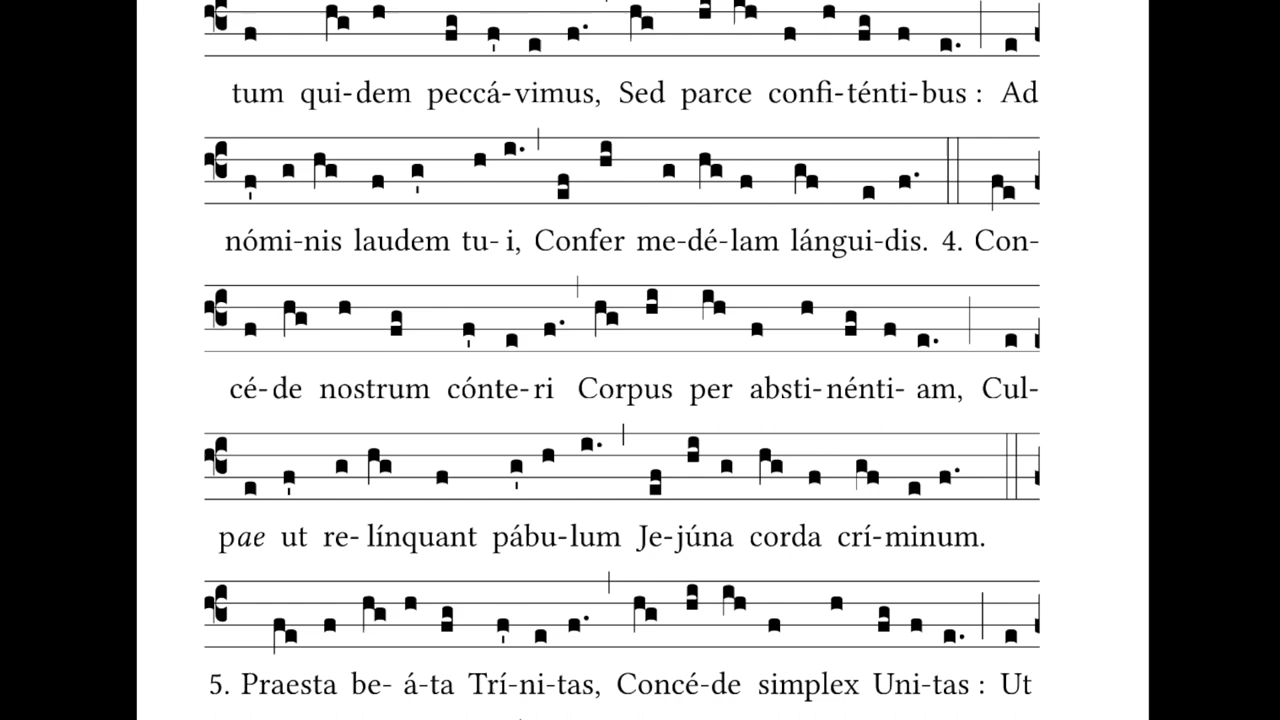 tum qui-dem peccá-vimus, Sed parce confi-ténti-bus : Ad
nómi-nis laudem tu- i, Confer me-dé-lam lángui-dis. 4. Con-
cé-de nostrum cónte-ri Corpus per absti-nénti- am, Cul-
pae ut re- línquant pábu-lum Je-júna corda crí-minum.
5. Praesta be- á-ta Trí-ni-tas, Concé-de simplex Uni-tas : Ut